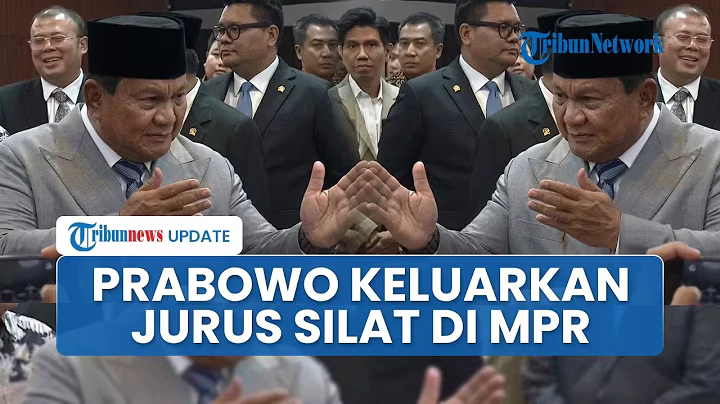 TribunNetwork
Tribunnews UPDATE
PRABOWO KELUARKAN
JURUS SILAT DI MPR